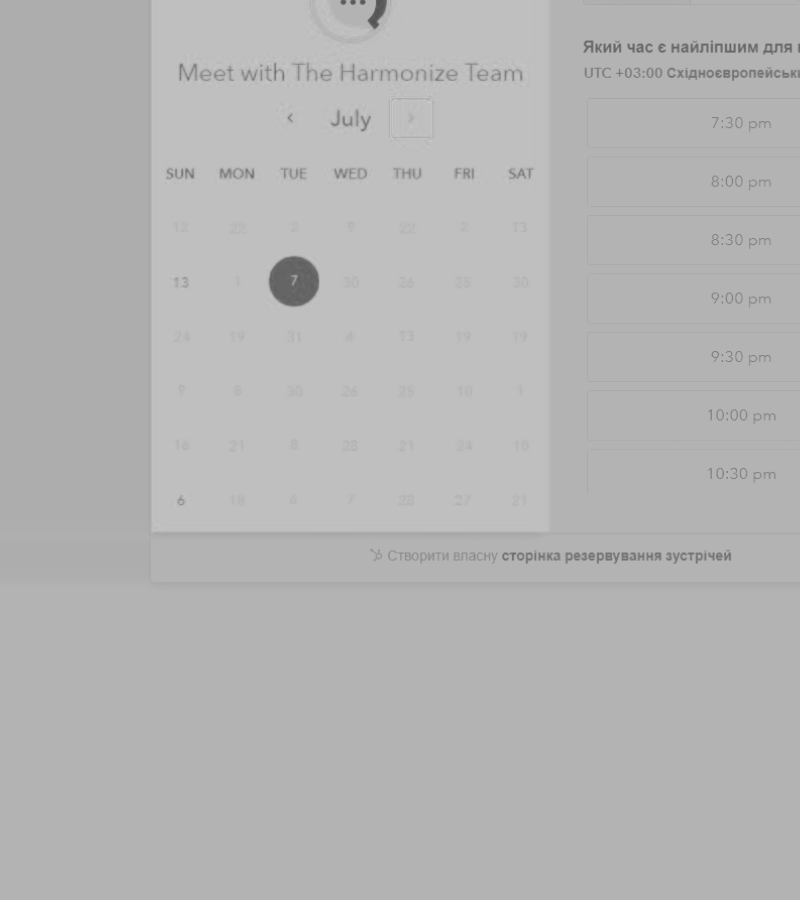 Meet with The Harmonize Team
July
SUN MON TUE WED THU FRI SAT
12 28 2 9 22 2 13
13 1 7 30 26 25 30
24 19 31 4 13 19 19
9 8 30 26 25 10 1
16 21 8 28 21 24 10
6 18 6 7 28 27 21
Який час є найліпшим для
UTC +03:00 Східноєвропейськи
7:30 pm
8:00 pm
8:30 pm
9:00 pm
9:30 pm
10:00 pm
10:30 pm
Створити власну сторінка резервування зустрічей